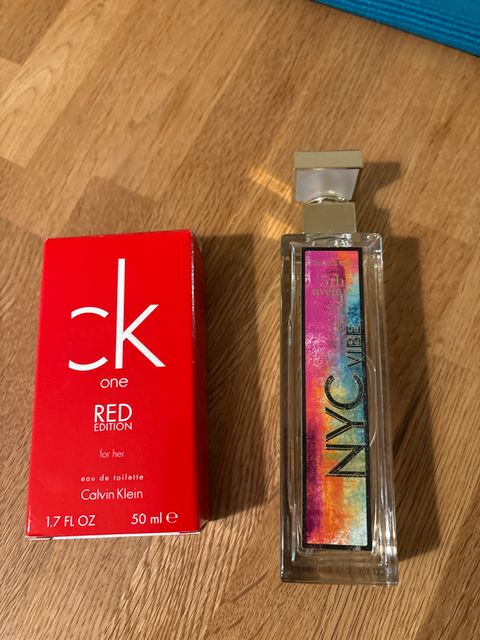 ck
one
RED
EDITION
for her
eau de toilette
Calvin Klein
1.7 FL OZ 50 ml e
5th
avenue
NYC VIBE